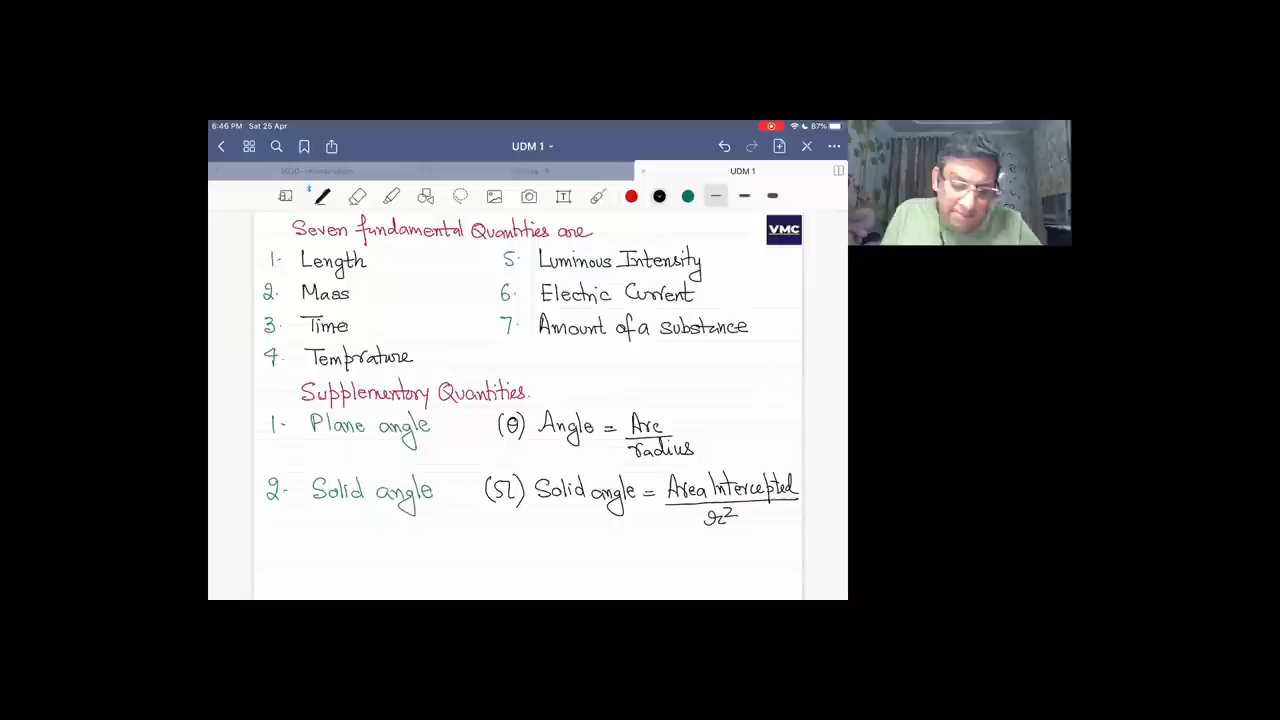 6:46 PM Sat 25 Apr
87%
UDM 1
UDM 1
Seven fundamental Quantities are
VMC
1- Length
5. Luminous Intensity
2. Mass
6. Electric Current
3. Time
7. Amount of a substance
4. Temprature
Supplementory Quantities.
1- Plane angle (θ) Angle = Arc
radius
2- Solid angle (Ω) Solid angle = Area Intercepted
r²